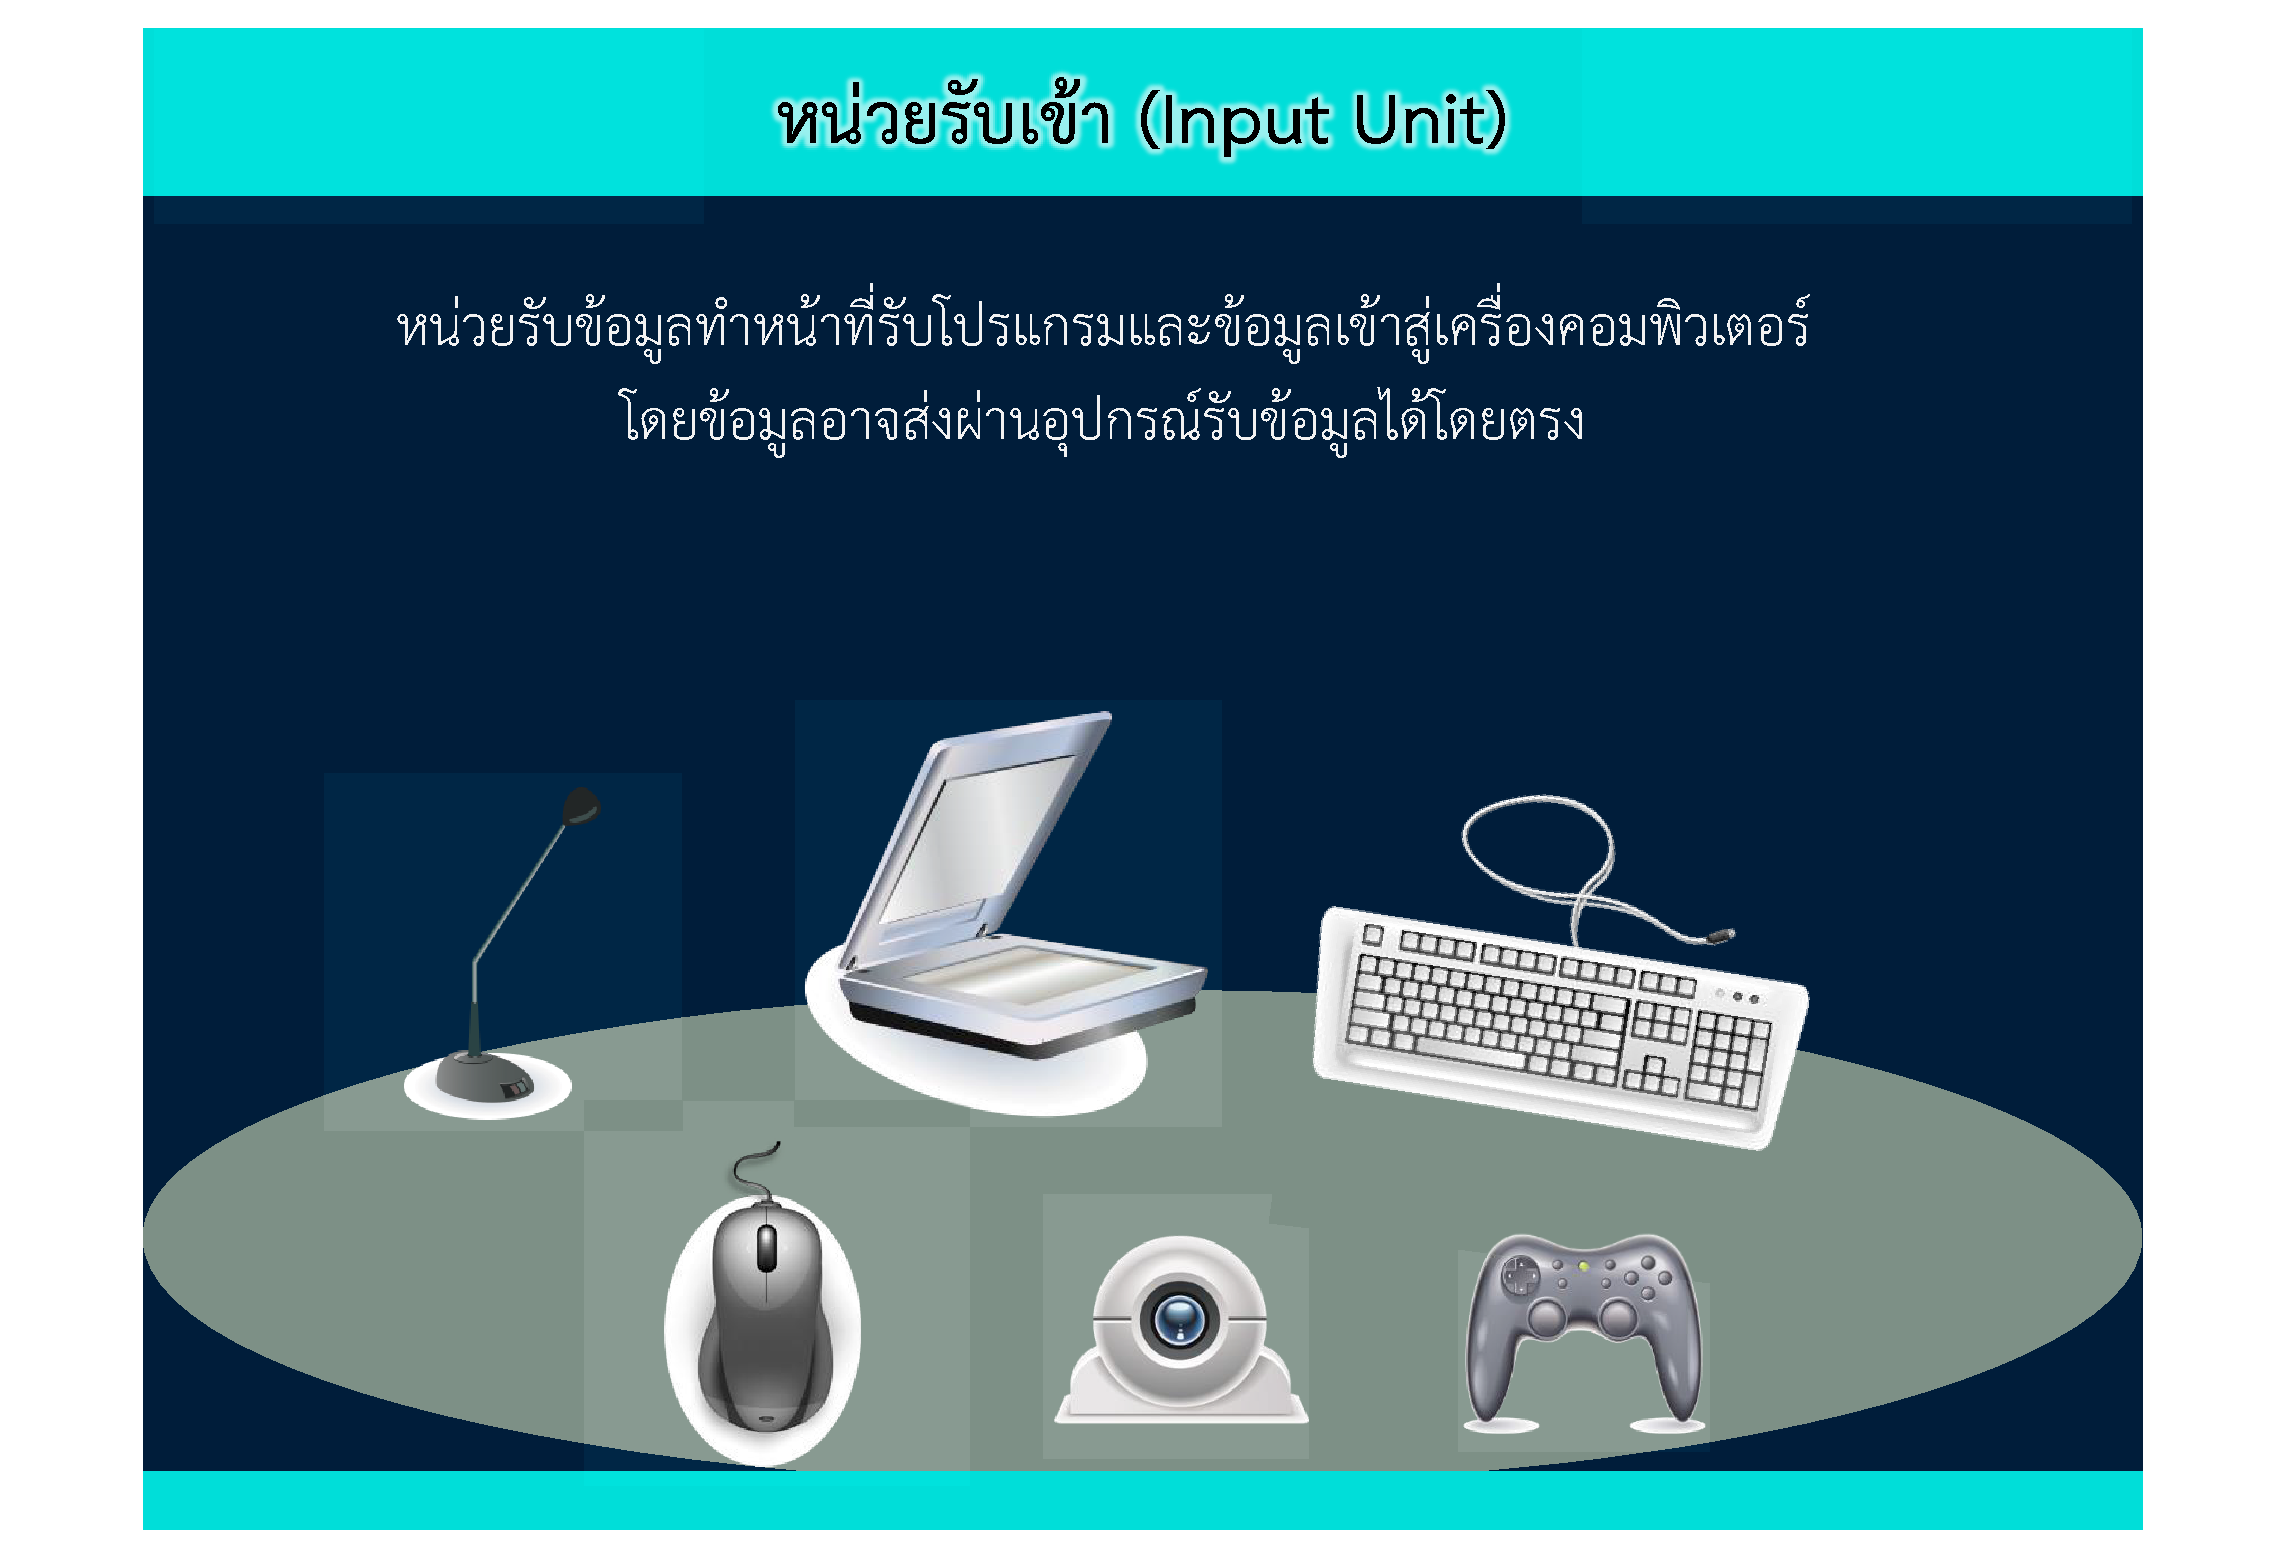 หน่วยรับเข้า (Input Unit)
หน่วยรับข้อมูลทำหน้าที่รับโปรแกรมและข้อมูลเข้าสู่เครื่องคอมพิวเตอร์
โดยข้อมูลอาจส่งผ่านอุปกรณ์รับข้อมูลได้โดยตรง